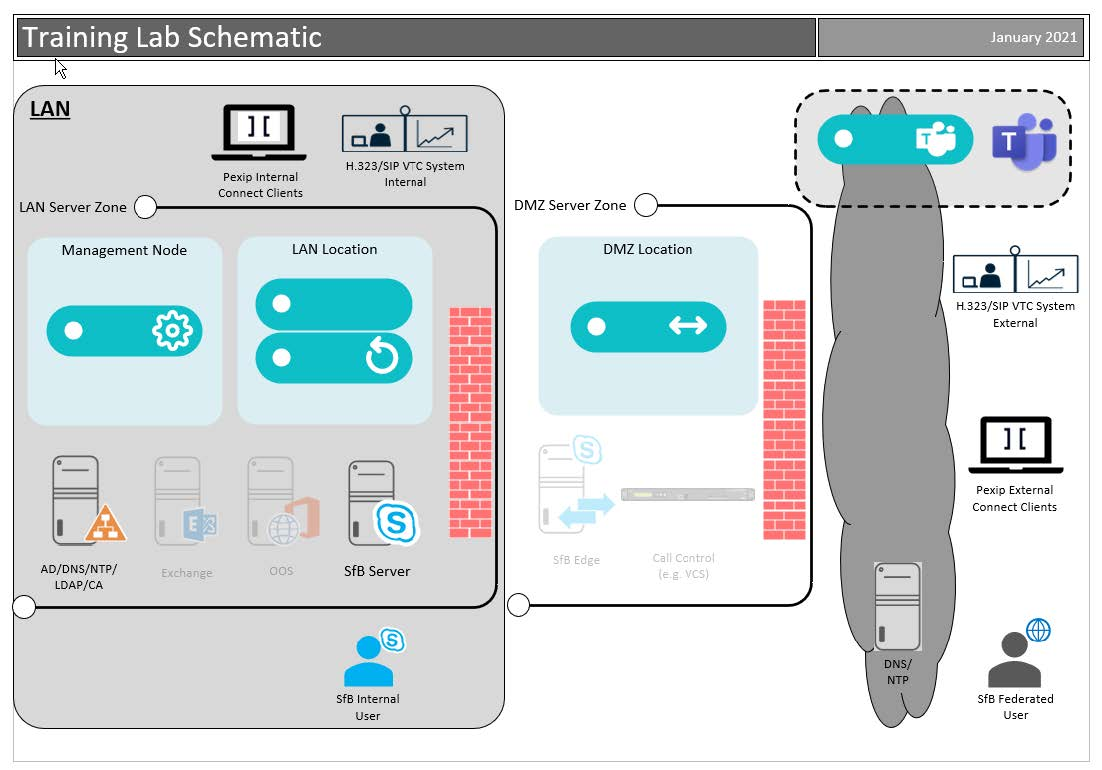 Training Lab Schematic
January 2021
LAN
Pexip Internal
Connect Clients
H.323/SIP VTC System
Internal
LAN Server Zone
DMZ Server Zone
Management Node
LAN Location
DMZ Location
T
T
H.323/SIP VTC System
External
Pexip External
Connect Clients
AD/DNS/NTP/
LDAP/CA
Exchange
OOS
SfB Server
SfB Edge
Call Control
(e.g. VCS)
DNS/
NTP
SfB Internal
User
SfB Federated
User